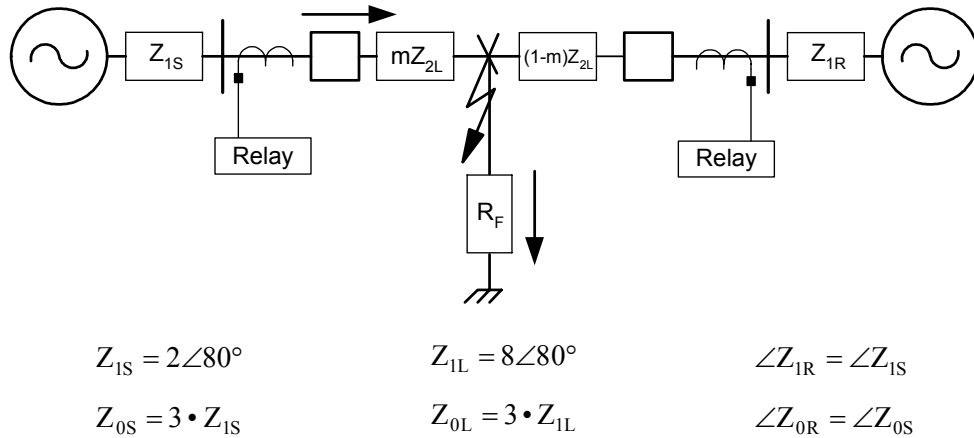 Z1S
mZ2L
(1-m)Z2L
Z1R
Relay
Relay
RF
Z1S = 2∠80°
Z1L = 8∠80°
∠Z1R = ∠Z1S
Z0S = 3 • Z1S
Z0L = 3 • Z1L
∠Z0R = ∠Z0S